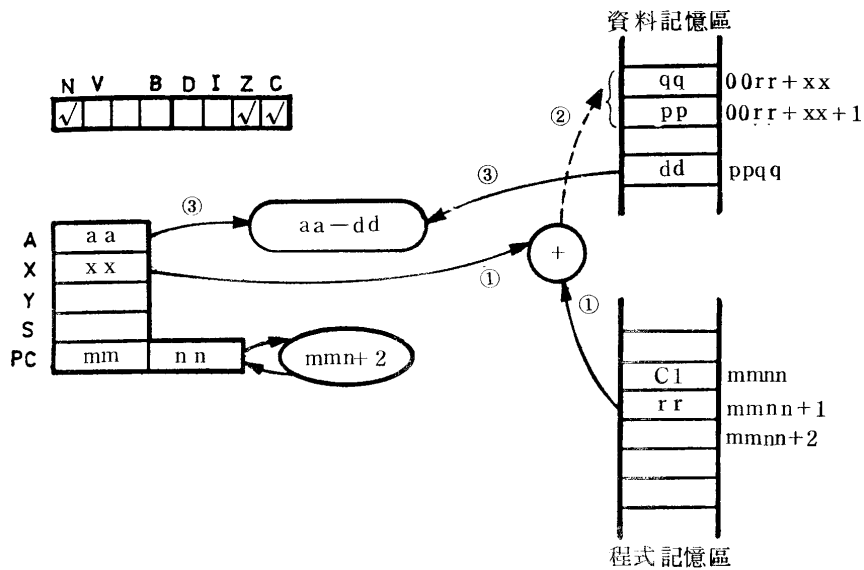 資料記憶區
N V B D I Z C
√ √ √
qq 00rr+xx
pp 00rr+xx+1
②
dd ppqq
③
③
aa-dd
A aa
X xx
+
①
①
Y
S
PC mm nn
mmn+2
C1 mmnn
rr mmnn+1
mmnn+2
程式記憶區